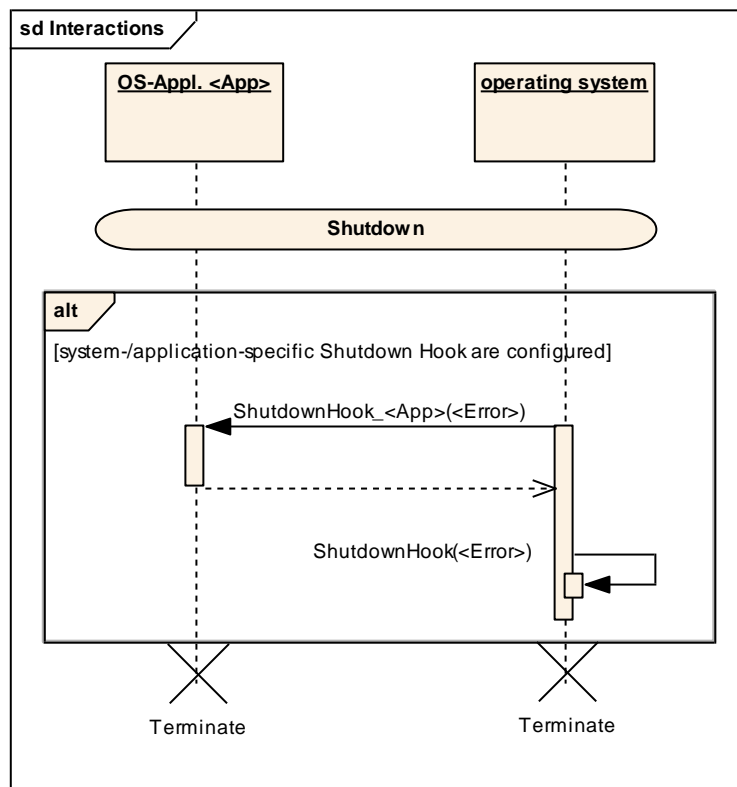 sd Interactions
OS-Appl. <App>
operating system
Shutdown
alt
[system-/application-specific Shutdown Hook are configured]
ShutdownHook_<App>(<Error>)
ShutdownHook(<Error>)
Terminate
Terminate